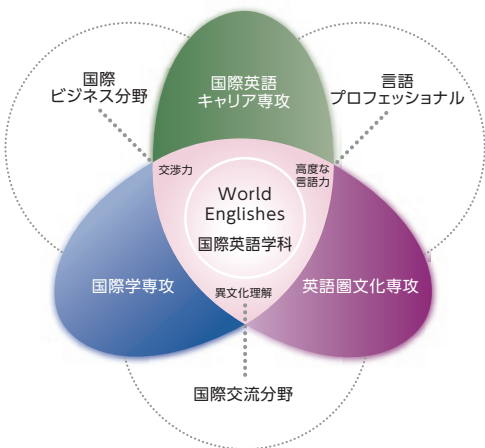 国際
ビジネス分野
国際英語
キャリア専攻
言語
プロフェッショナル
交渉力
高度な
言語力
World
Englishes
国際英語学科
国際学専攻
異文化理解
英語圏文化専攻
国際交流分野